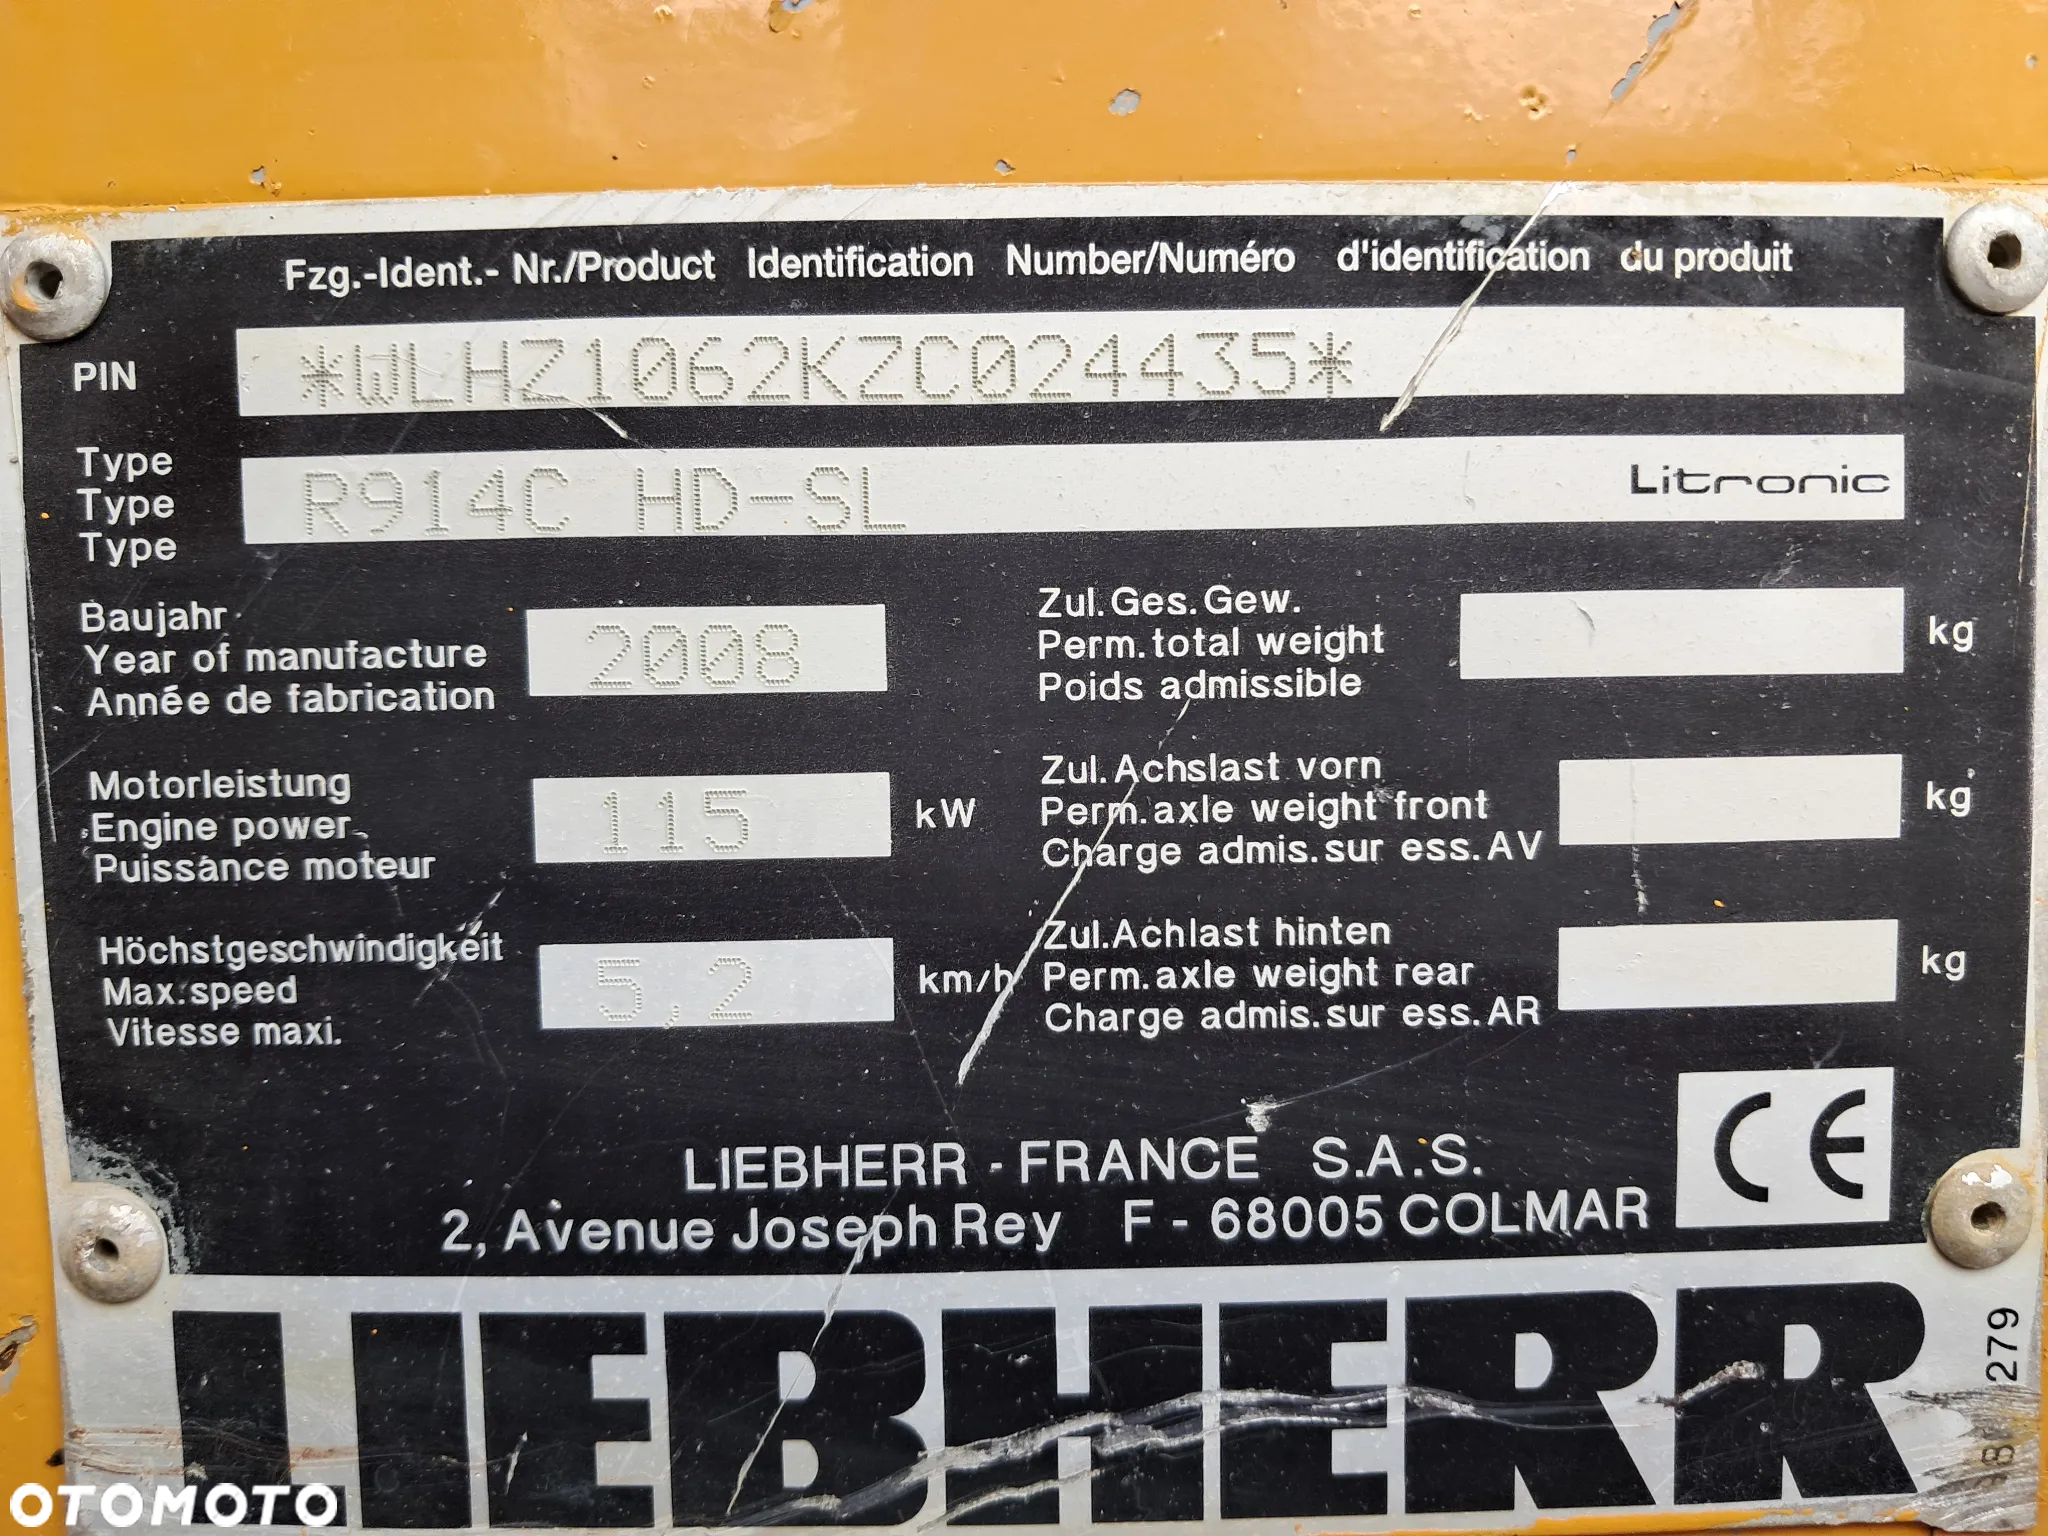 Fzg.-Ident.- Nr./Product Identification Number/Numéro d'identification du produit
PIN *WLHZ1062KZC024435*
Type
Type R914C HD-SL Litronic
Type
Baujahr
Year of manufacture 2008
Année de fabrication
Zul.Ges.Gew.
Perm.total weight kg
Poids admissible
Motorleistung
Engine power 115 kW
Puissance moteur
Zul.Achslast vorn
Perm.axle weight front kg
Charge admis.sur ess.AV
Höchstgeschwindigkeit
Max.speed 5,2 km/h
Vitesse maxi.
Zul.Achlast hinten
Perm.axle weight rear kg
Charge admis.sur ess.AR
CE
LIEBHERR - FRANCE S.A.S.
2, Avenue Joseph Rey F - 68005 COLMAR
LIEBHERR
279
OTOMOTO